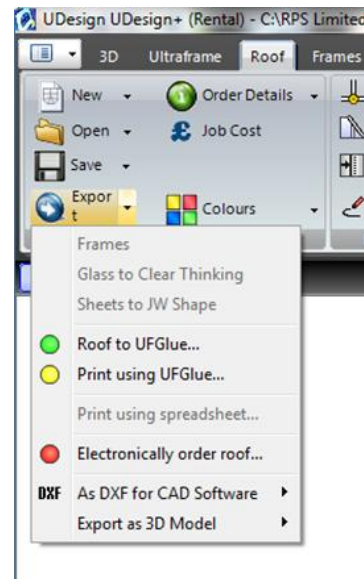 UDesign UDesign+ (Rental) - C:\RPS Limited
3D Ultraframe Roof Frames
New Order Details
Open £ Job Cost
Save
Expor
t Colours
Frames
Glass to Clear Thinking
Sheets to JW Shape
Roof to UFGlue...
Print using UFGlue...
Print using spreadsheet...
Electronically order roof...
DXF As DXF for CAD Software
Export as 3D Model